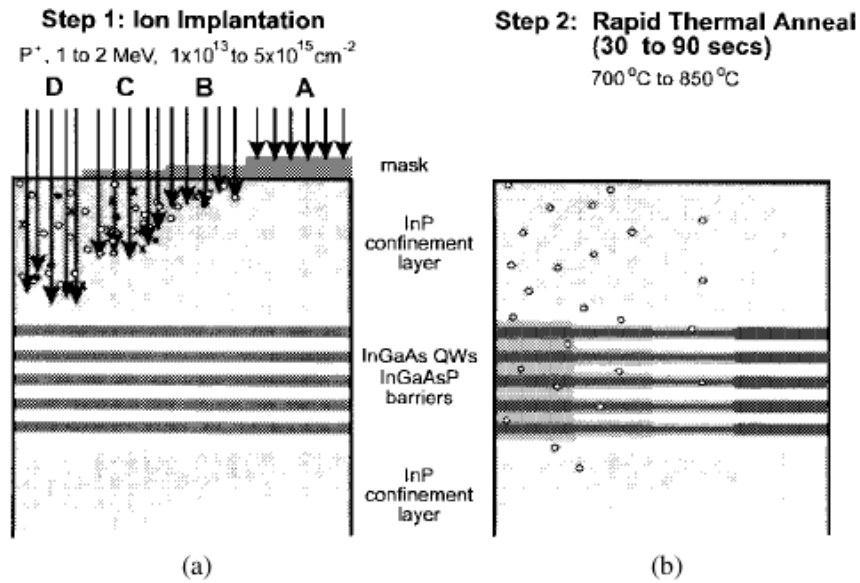 Step 1: Ion Implantation
P⁺, 1 to 2 MeV, 1x10¹³ to 5x10¹⁵cm⁻²
D C B A
mask
InP
confinement
layer
InGaAs QWs
InGaAsP
barriers
InP
confinement
layer
(a)
Step 2: Rapid Thermal Anneal
(30 to 90 secs)
700 °C to 850 °C
(b)